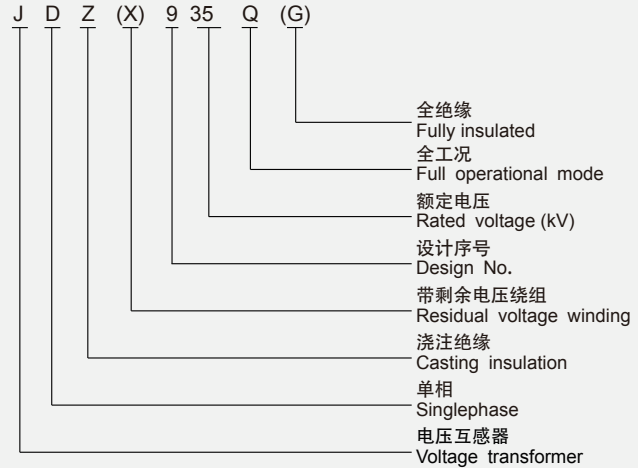 J D Z (X) 9 35 Q (G)
全绝缘
Fully insulated
全工况
Full operational mode
额定电压
Rated voltage (kV)
设计序号
Design No.
带剩余电压绕组
Residual voltage winding
浇注绝缘
Casting insulation
单相
Singlephase
电压互感器
Voltage transformer